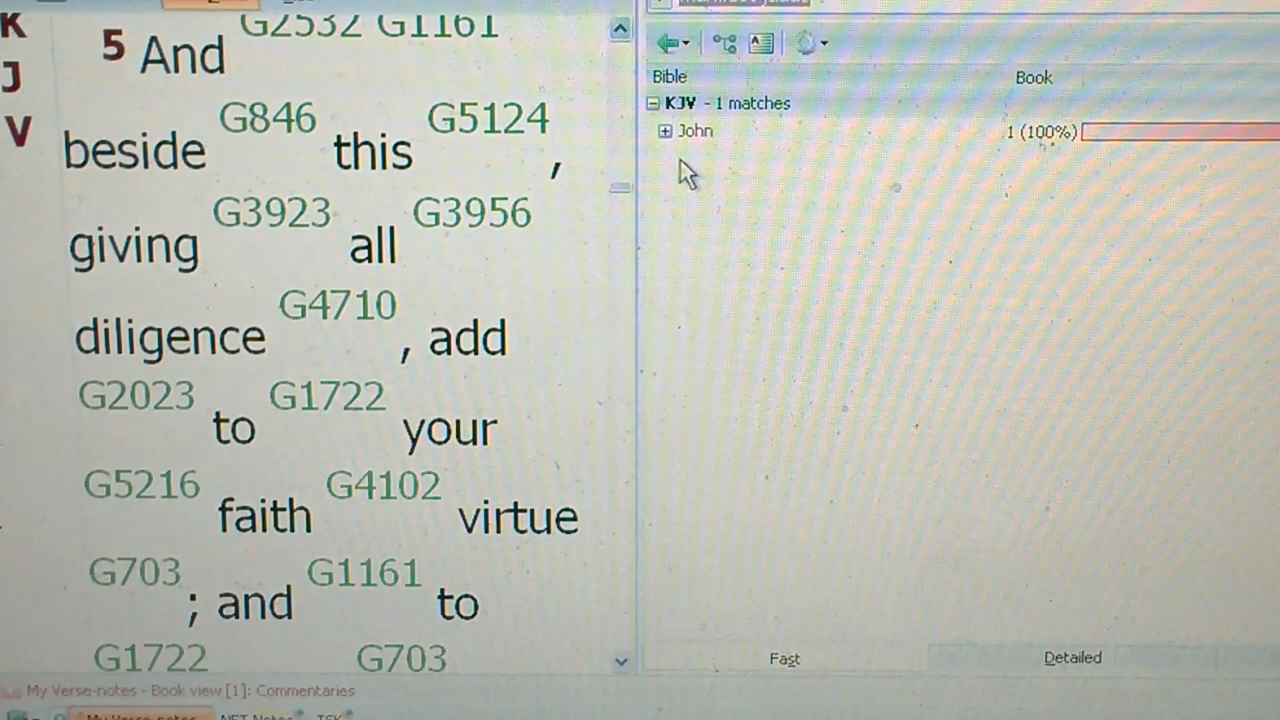 K
J
V
G2532 G1161
5 And
G846 G5124
beside this ,
G3923 G3956
giving all
G4710
diligence , add
G2023 G1722
to your
G5216 G4102
faith virtue
G703 G1161
; and to
G1722 G703
Bible Book
KJV - 1 matches
John 1 (100%)
Fast Detailed
My Verse-notes - Book view [1]: Commentaries
My Verse-notes NET Notes TSK